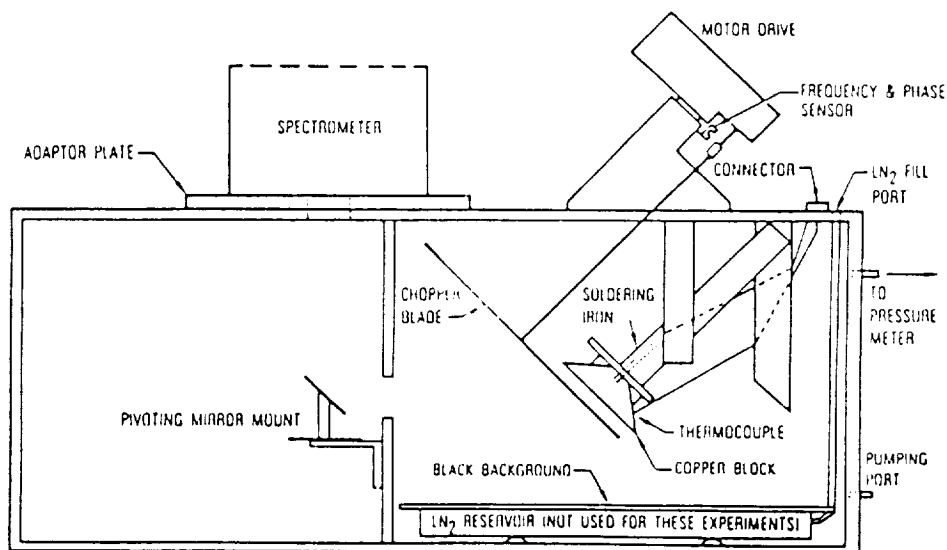 MOTOR DRIVE
FREQUENCY & PHASE
SENSOR
SPECTROMETER
ADAPTOR PLATE
CONNECTOR
LN2 FILL
PORT
CHOPPER
BLADE
SOLDERING
IRON
TO
PRESSURE
METER
PIVOTING MIRROR MOUNT
THERMOCOUPLE
COPPER BLOCK
BLACK BACKGROUND
PUMPING
PORT
LN2 RESERVOIR (NOT USED FOR THESE EXPERIMENTS)